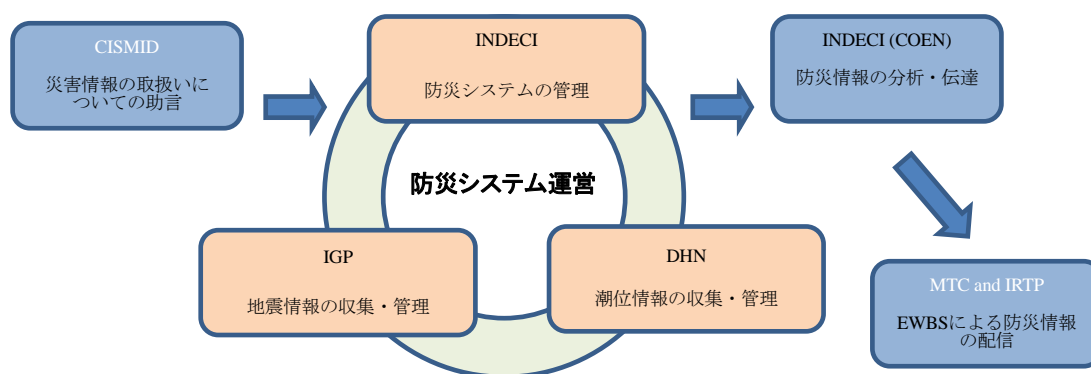 CISMID
災害情報の取扱いに
ついての助言
INDECI
防災システムの管理
INDECI (COEN)
防災情報の分析・伝達
防災システム運営
IGP
地震情報の収集・管理
DHN
潮位情報の収集・管理
MTC and IRTP
EWBSによる防災情報
の配信